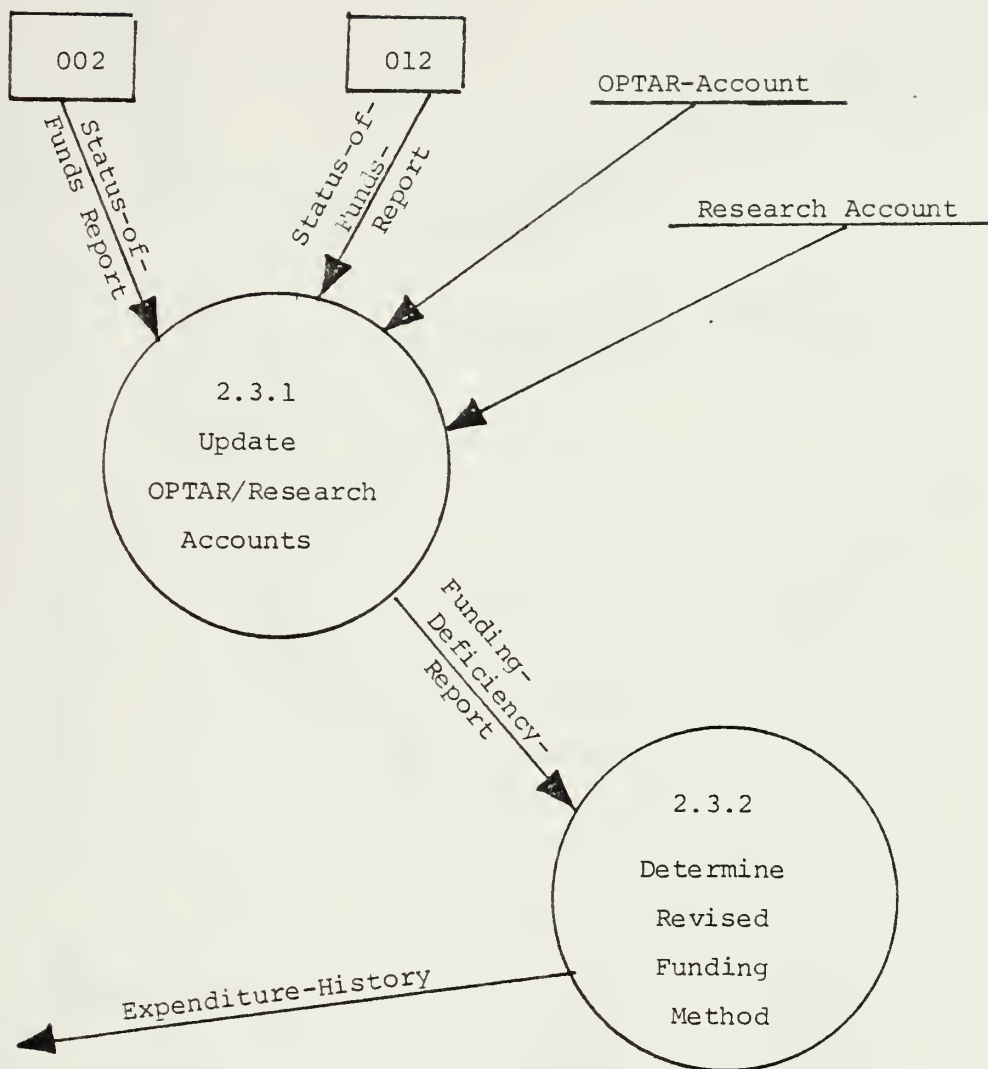 002
012
OPTAR-Account
Status-of-
Funds Report
Status-of-
Funds-
Report
Research Account
2.3.1
Update
OPTAR/Research
Accounts
Funding-
Deficiency-
Report
2.3.2
Determine
Revised
Funding
Method
Expenditure-History